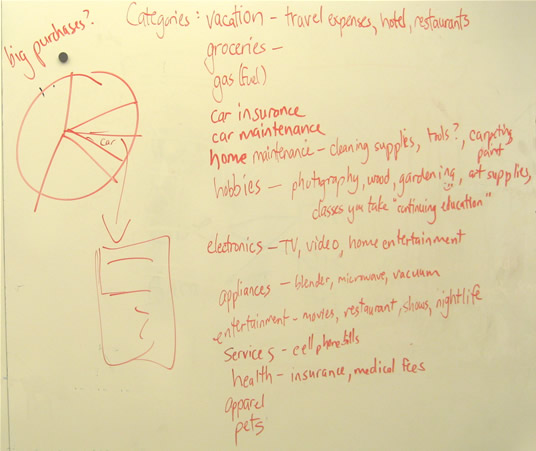 big purchases?
Categories: vacation - travel expenses, hotel, restaurants
groceries -
gas (fuel)
car insurance
car maintenance
home maintenance - cleaning supplies, tools?, carpeting,
paint
hobbies - photography, wood, gardening, art supplies,
classes you take "continuing education"
car
electronics - TV, video, home entertainment
appliances - blender, microwave, vacuum
entertainment - movies, restaurant, shows, nightlife
services - cell phone bills
health - insurance, medical fees
apparel
pets